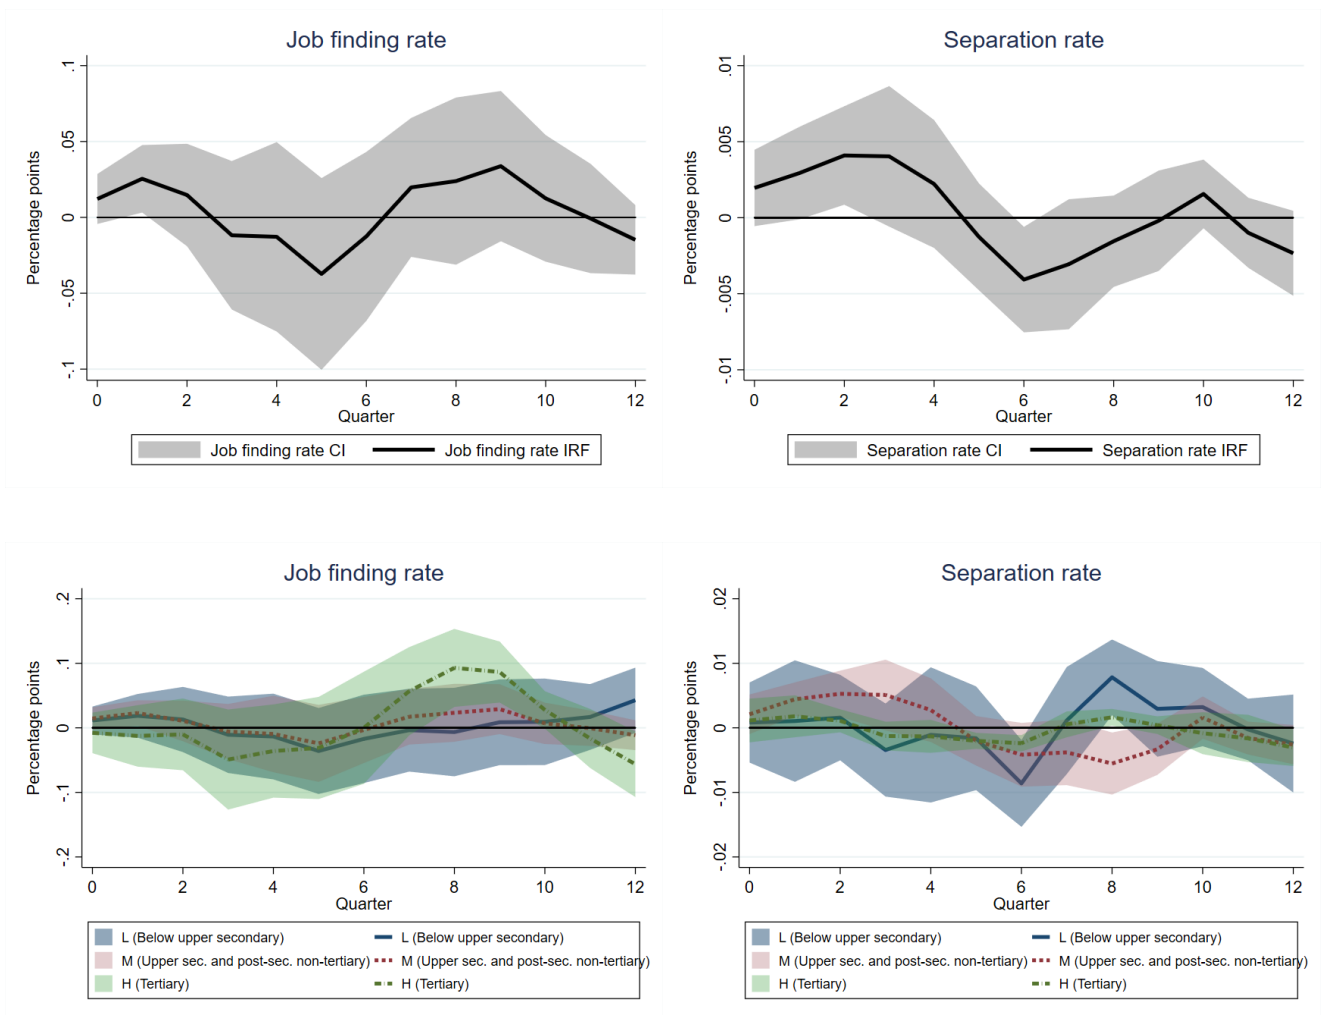 Job finding rate
Percentage points
.1
.05
0
-.05
-.1
0 2 4 6 8 10 12
Quarter
Job finding rate CI Job finding rate IRF
Separation rate
Percentage points
.01
.005
0
-.005
-.01
0 2 4 6 8 10 12
Quarter
Separation rate CI Separation rate IRF
Job finding rate
Percentage points
.2
.1
0
-.1
-.2
0 2 4 6 8 10 12
Quarter
L (Below upper secondary) L (Below upper secondary)
M (Upper sec. and post-sec. non-tertiary) M (Upper sec. and post-sec. non-tertiary)
H (Tertiary) H (Tertiary)
Separation rate
Percentage points
.02
.01
0
-.01
-.02
0 2 4 6 8 10 12
Quarter
L (Below upper secondary) L (Below upper secondary)
M (Upper sec. and post-sec. non-tertiary) M (Upper sec. and post-sec. non-tertiary)
H (Tertiary) H (Tertiary)